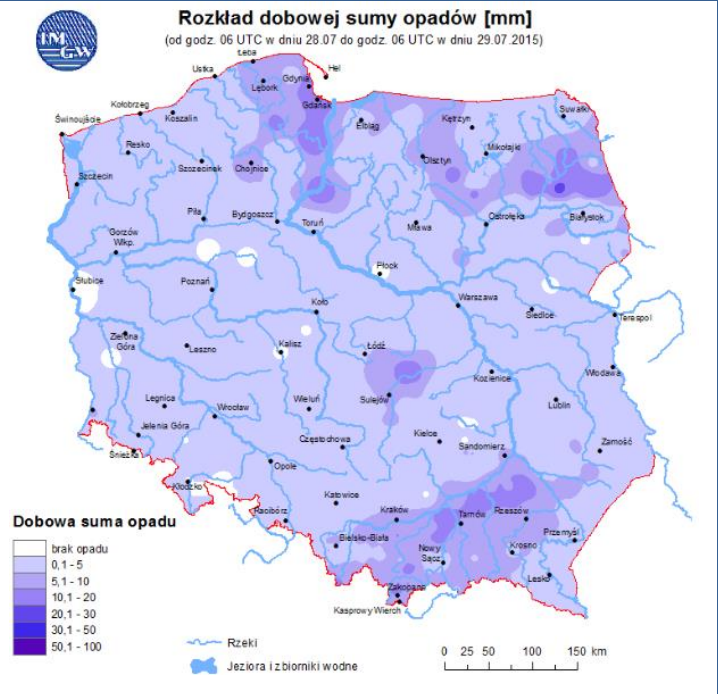 IM
GW
Rozkład dobowej sumy opadów [mm]
(od godz. 06 UTC w dniu 28.07 do godz. 06 UTC w dniu 29.07.2015)
Łeba
Hel
Ustka
Gdynia
Lębork
Gdańsk
Kołobrzeg
Koszalin
Świnoujście
Elbląg
Kętrzyn
Suwałki
Resko
Szczecinek
Chojnice
Olsztyn
Mikołajki
Szczecin
Piła
Bydgoszcz
Toruń
Mława
Ostrołęka
Białystok
Gorzów
Wlkp.
Płock
Słubice
Poznań
Koło
Warszawa
Siedlce
Terespol
Zielona
Góra
Leszno
Kalisz
Łódź
Kozienice
Włodawa
Legnica
Wrocław
Wieluń
Sulejów
Lublin
Jelenia Góra
Śnieżka
Częstochowa
Kielce
Sandomierz
Zamość
Opole
Kłodzko
Katowice
Racibórz
Kraków
Tarnów
Rzeszów
Bielsko-Biała
Nowy
Sącz
Krosno
Przemyśl
Lesko
Zakopane
Kasprowy Wierch
Dobowa suma opadu
brak opadu
0,1 - 5
5,1 - 10
10,1 - 20
20,1 - 30
30,1 - 50
50,1 - 100
Rzeki
Jeziora i zbiorniki wodne
0 25 50 100 150 km